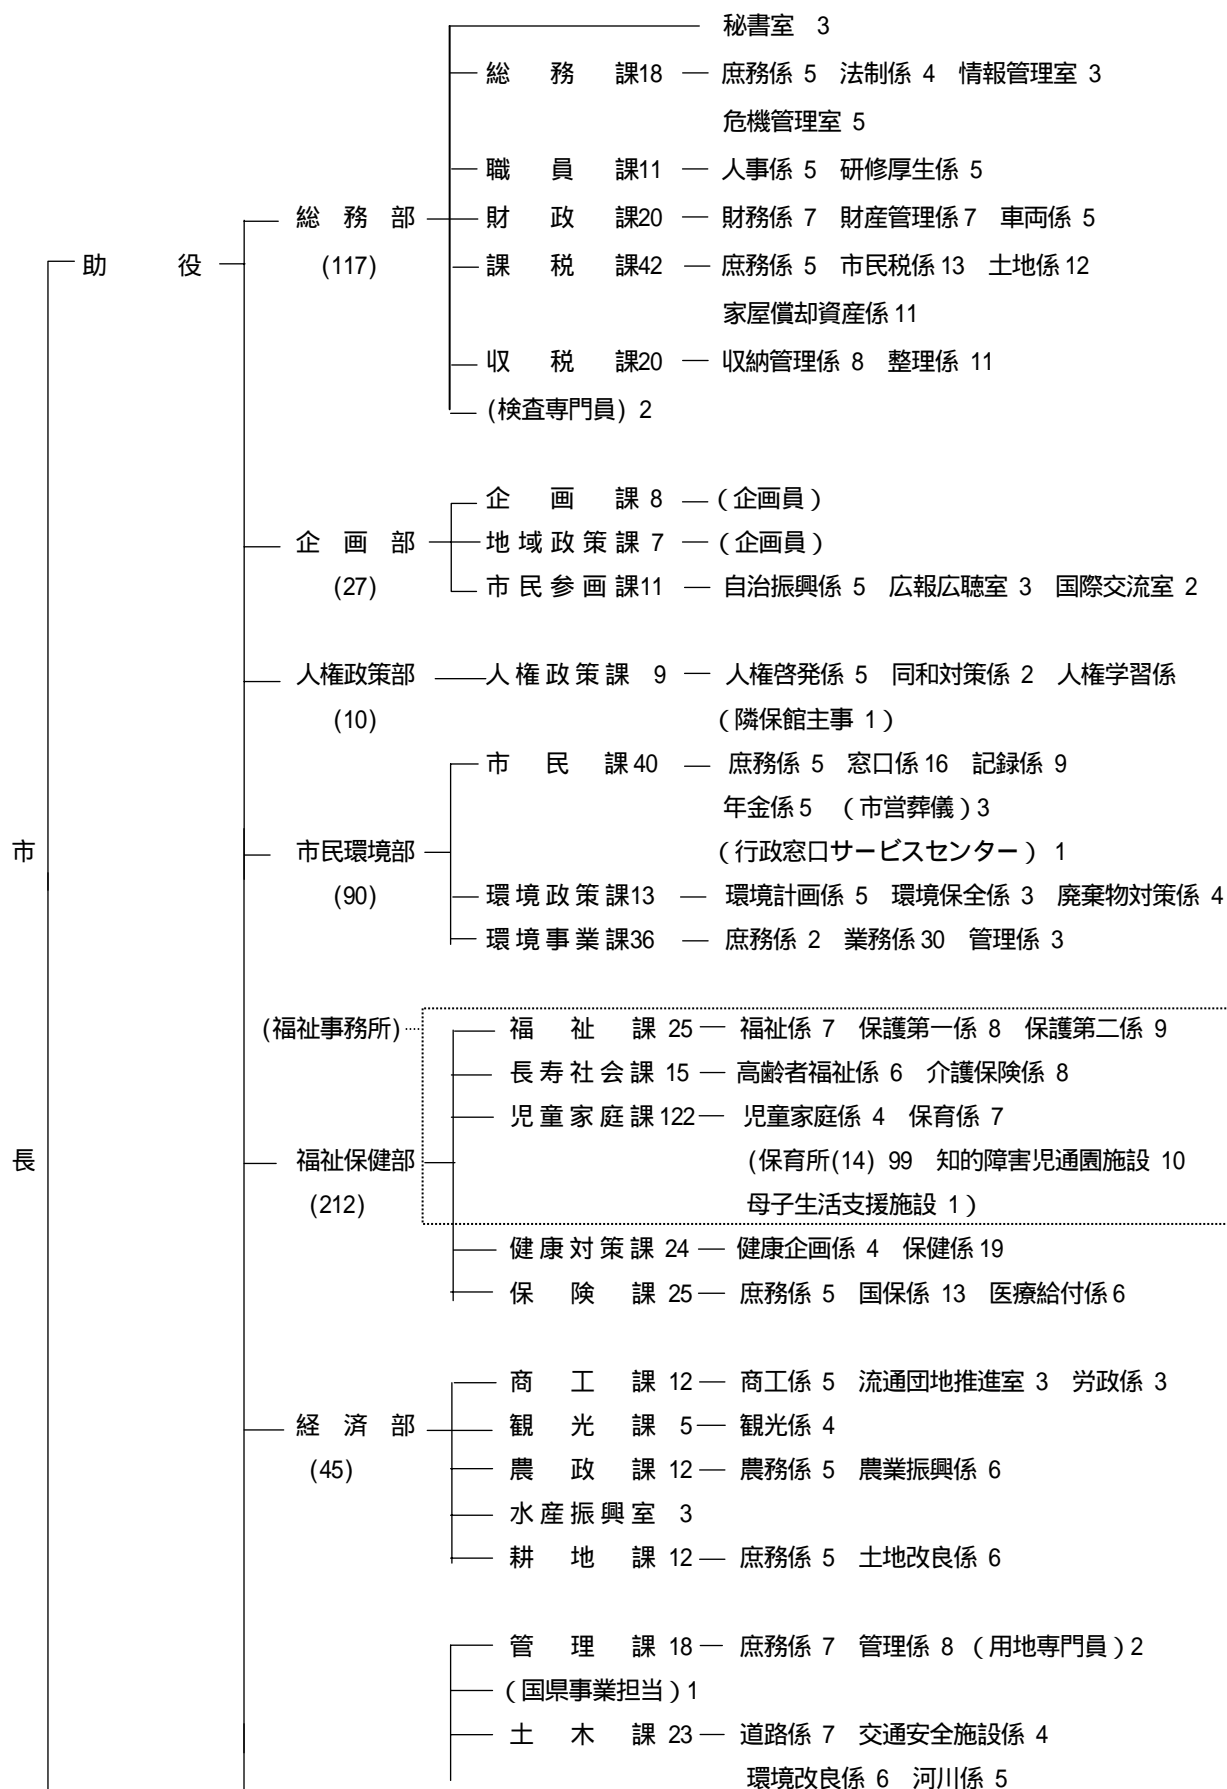 秘書室 3
総務課18 庶務係 5 法制係 4 情報管理室 3
危機管理室 5
職員課11 人事係 5 研修厚生係 5
総務部 財政課20 財務係 7 財産管理係 7 車両係 5
助役 (117) 課税課42 庶務係 5 市民税係 13 土地係 12
家屋償却資産係 11
収税課20 収納管理係 8 整理係 11
(検査専門員) 2
企画課 8 (企画員)
企画部 地域政策課 7 (企画員)
(27) 市民参画課11 自治振興係 5 広報広聴室 3 国際交流室 2
人権政策部 人権政策課 9 人権啓発係 5 同和対策係 2 人権学習係
(10) (隣保館主事 1)
市民課 40 庶務係 5 窓口係 16 記録係 9
年金係 5 (市営葬儀) 3
市 市民環境部 (行政窓口サービスセンター) 1
(90) 環境政策課13 環境計画係 5 環境保全係 3 廃棄物対策係 4
環境事業課36 庶務係 2 業務係 30 管理係 3
(福祉事務所) 福祉課 25 福祉係 7 保護第一係 8 保護第二係 9
長寿社会課 15 高齢者福祉係 6 介護保険係 8
児童家庭課 122 児童家庭係 4 保育係 7
長 福祉保健部 (保育所(14) 99 知的障害児通園施設 10
(212) 母子生活支援施設 1)
健康対策課 24 健康企画係 4 保健係 19
保険課 25 庶務係 5 国保係 13 医療給付係 6
商工課 12 商工係 5 流通団地推進室 3 労政係 3
経済部 観光課 5 観光係 4
(45) 農政課 12 農務係 5 農業振興係 6
水産振興室 3
耕地課 12 庶務係 5 土地改良係 6
管理課 18 庶務係 7 管理係 8 (用地専門員) 2
(国県事業担当) 1
土木課 23 道路係 7 交通安全施設係 4
環境改良係 6 河川係 5